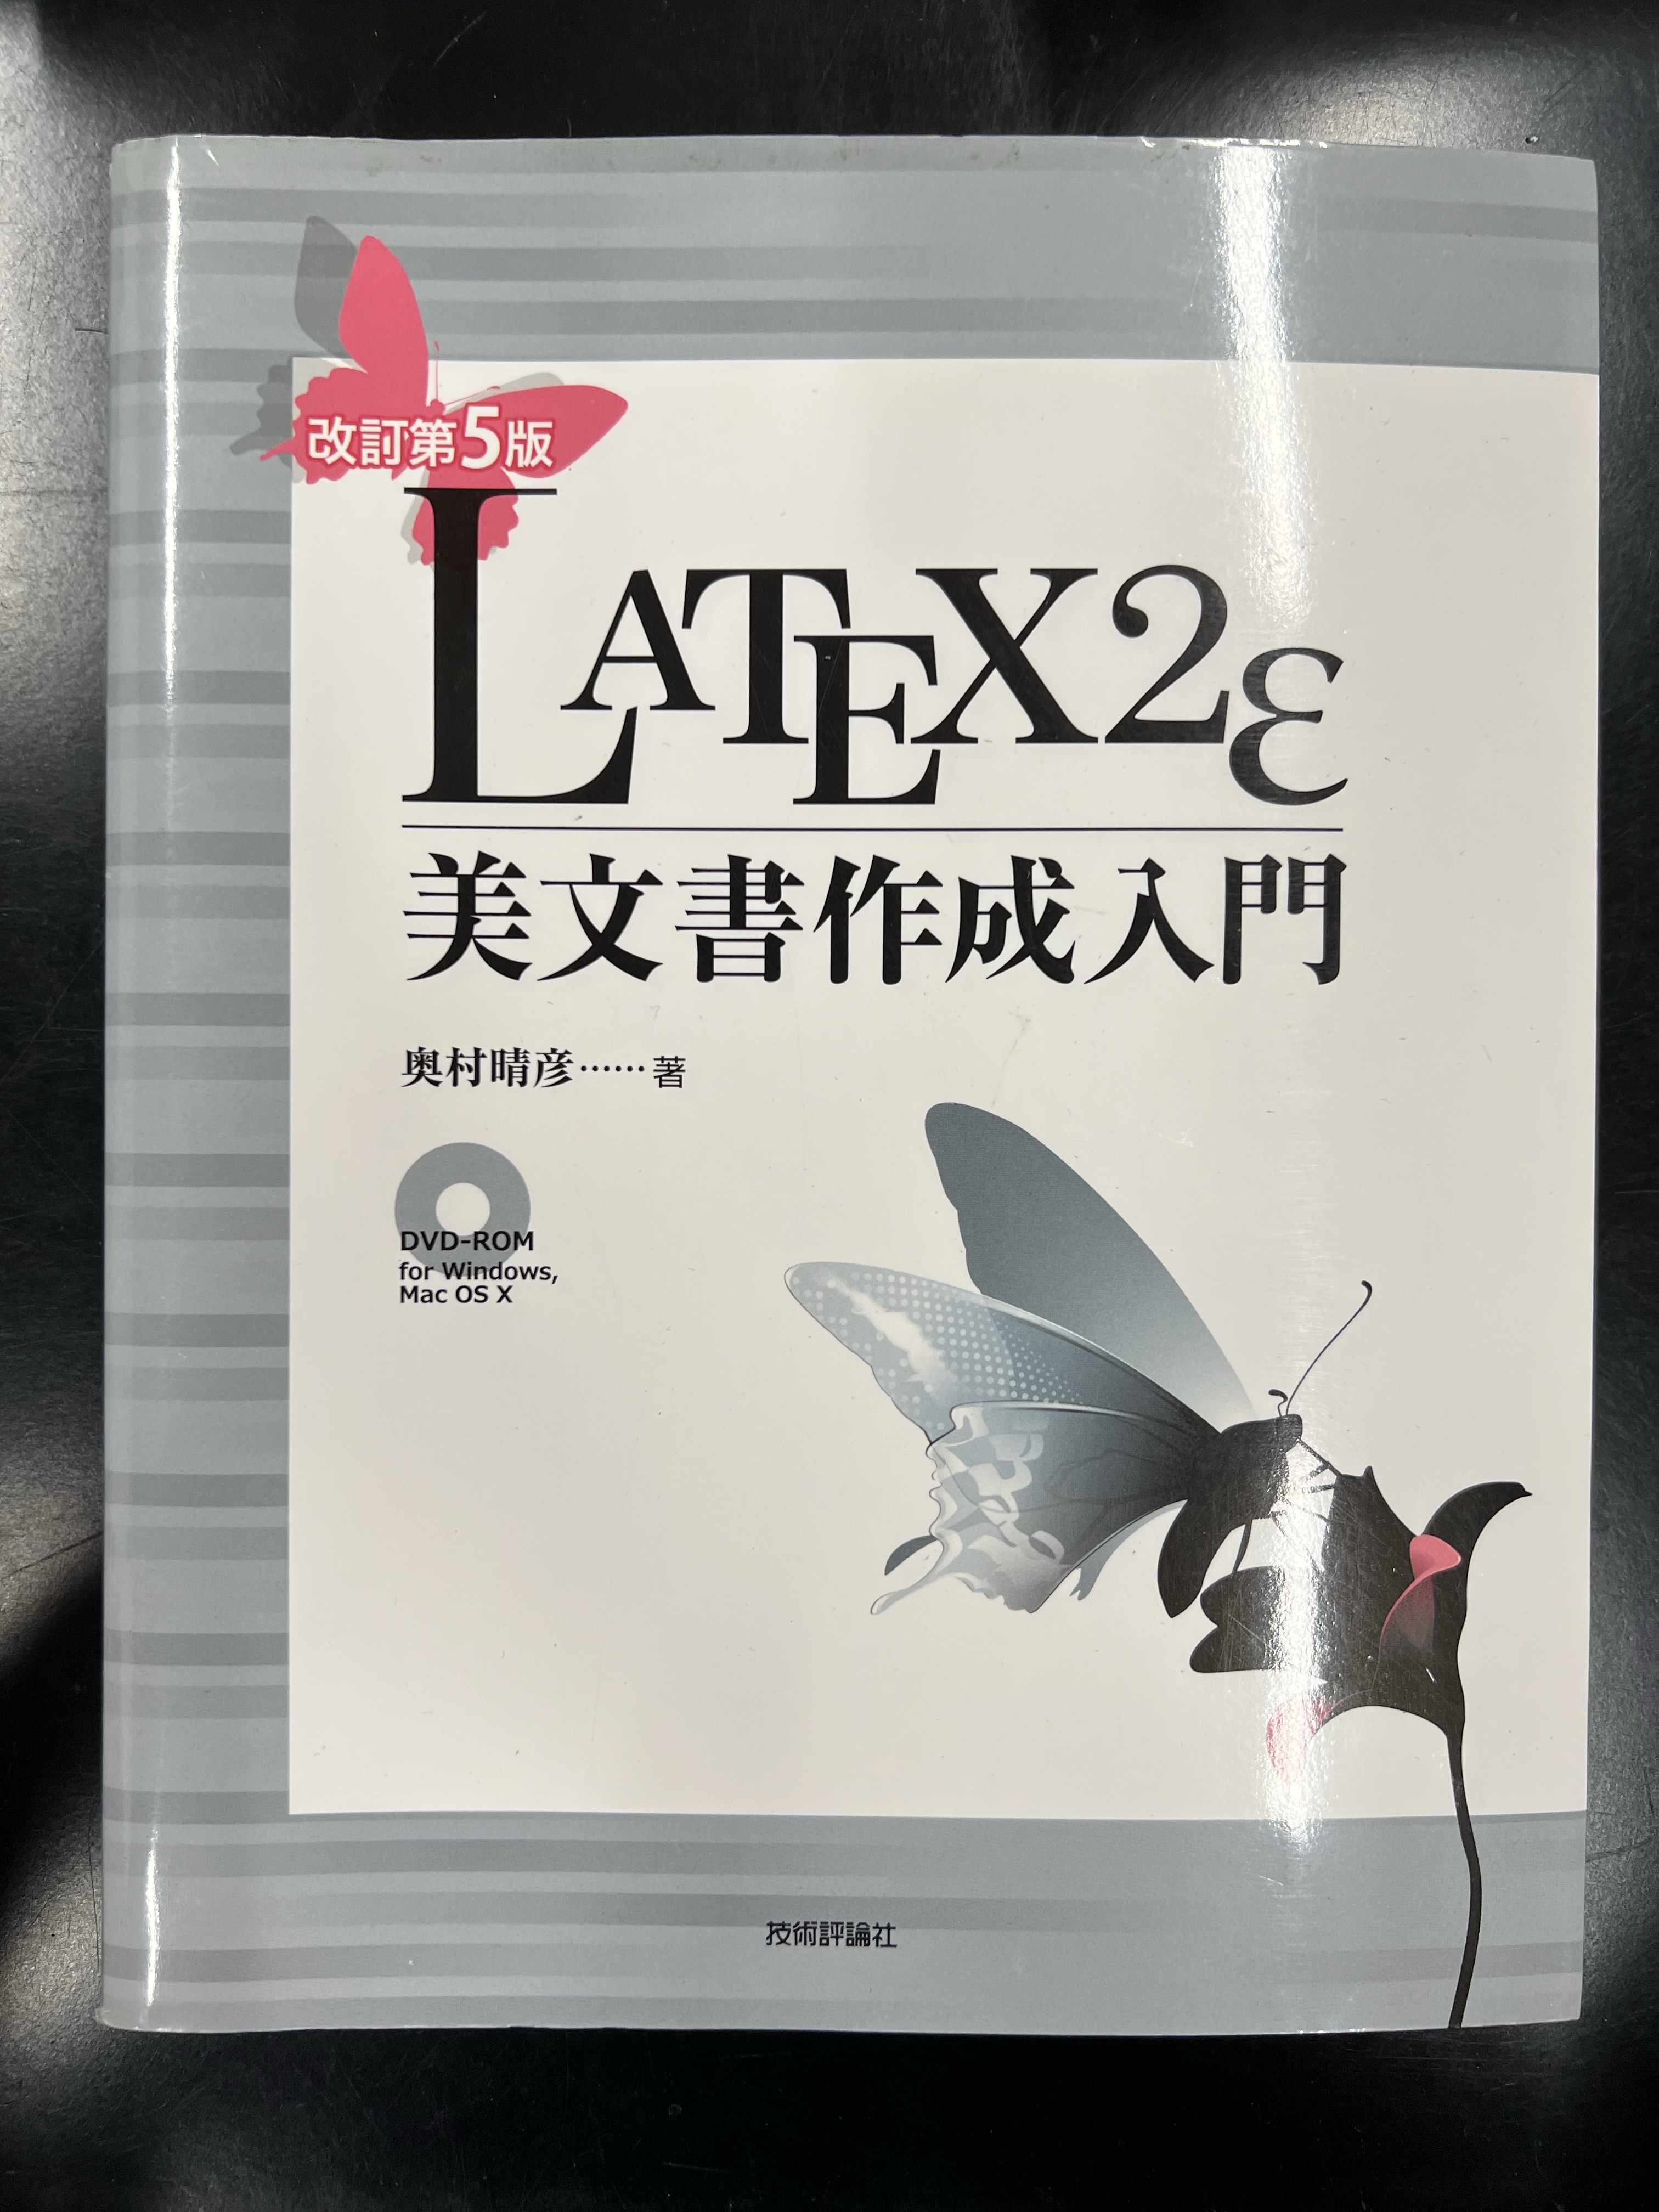 改訂第5版
LATEX2ε
美文書作成入門
奥村晴彦……著
DVD-ROM
for Windows,
Mac OS X
技術評論社